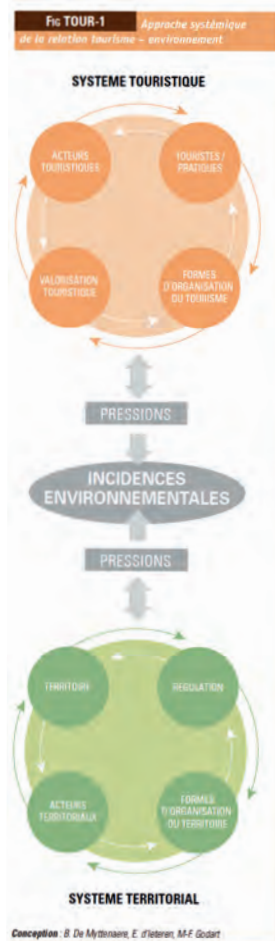 FIG TOUR-1 Approche systémique
de la relation tourisme – environnement
SYSTEME TOURISTIQUE
ACTEURS
TOURISTIQUES
TOURISTES /
PRATIQUES
VALORISATION
TOURISTIQUE
FORMES
D'ORGANISATION
DU TOURISME
PRESSIONS
INCIDENCES
ENVIRONNEMENTALES
PRESSIONS
TERRITOIRE
REGULATION
ACTEURS
TERRITORIAUX
FORMES
D'ORGANISATION
DU TERRITOIRE
SYSTEME TERRITORIAL
Conception : B. De Myttenaere, E. d'Ieteren, M-F. Godart